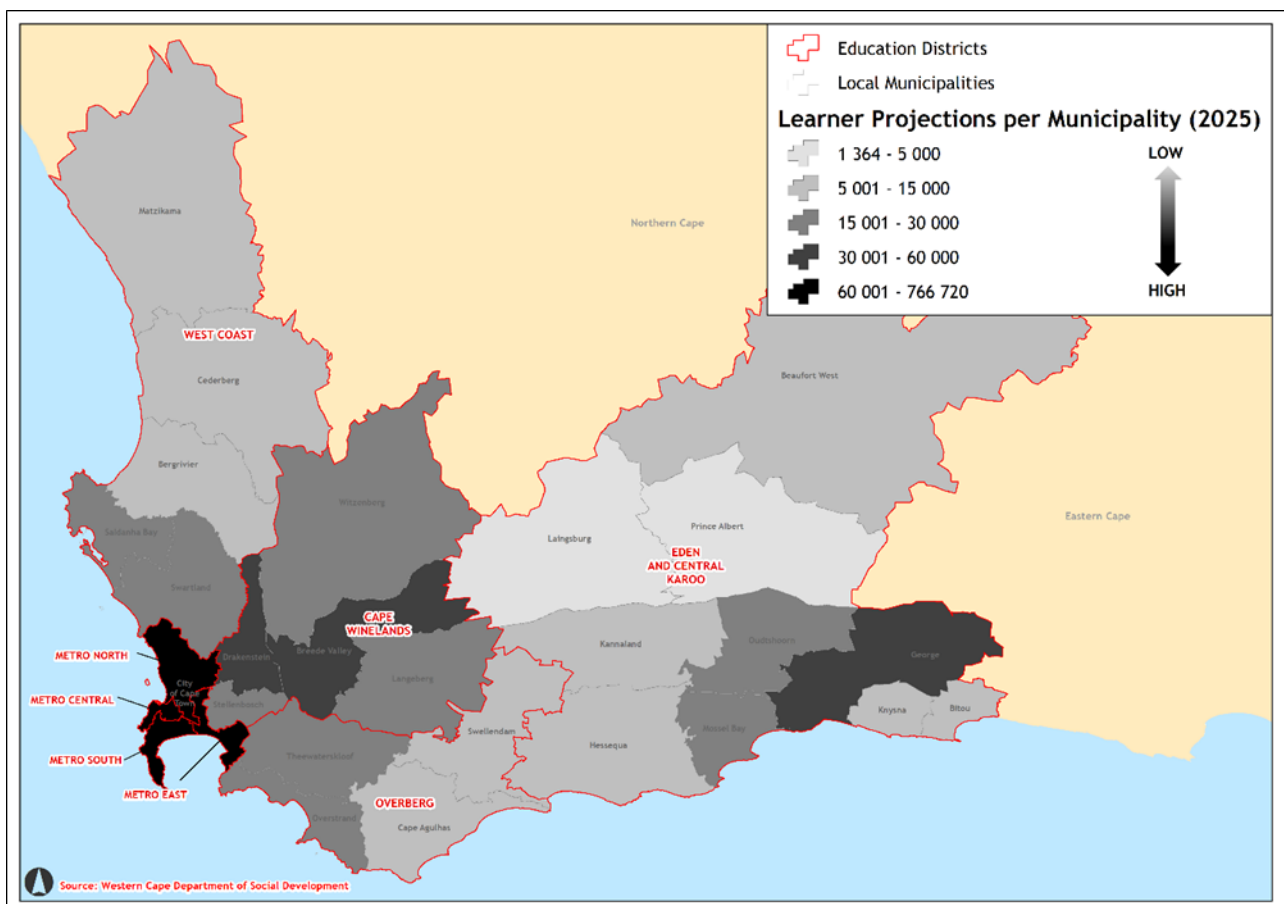 Education Districts
Local Municipalities
Learner Projections per Municipality (2025)
1 364 - 5 000
5 001 - 15 000
15 001 - 30 000
30 001 - 60 000
60 001 - 766 720
LOW
HIGH
Matzikama
Northern Cape
WEST COAST
Cederberg
Beaufort West
Bergrivier
Witzenberg
Saldanha Bay
Laingsburg
Prince Albert
Eastern Cape
EDEN
AND CENTRAL
KAROO
Swartland
CAPE
WINELANDS
Kannaland
Oudtshoorn
METRO NORTH
Drakenstein
Breede Valley
George
City
of Cape
Town
Langeberg
METRO CENTRAL
Stellenbosch
Knysna
Bitou
Mossel Bay
Swellendam
Hessequa
METRO SOUTH
Theewaterskloof
METRO EAST
OVERBERG
Overstrand
Cape Agulhas
Source: Western Cape Department of Social Development